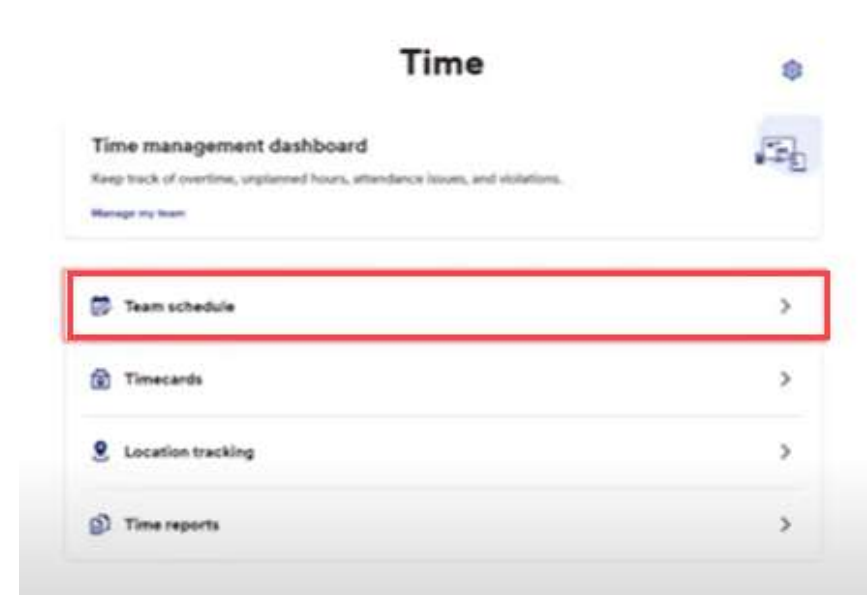 Time
Time management dashboard
Keep track of overtime, unplanned hours, attendance issues, and violations.
Manage my team
Team schedule
Timecards
Location tracking
Time reports